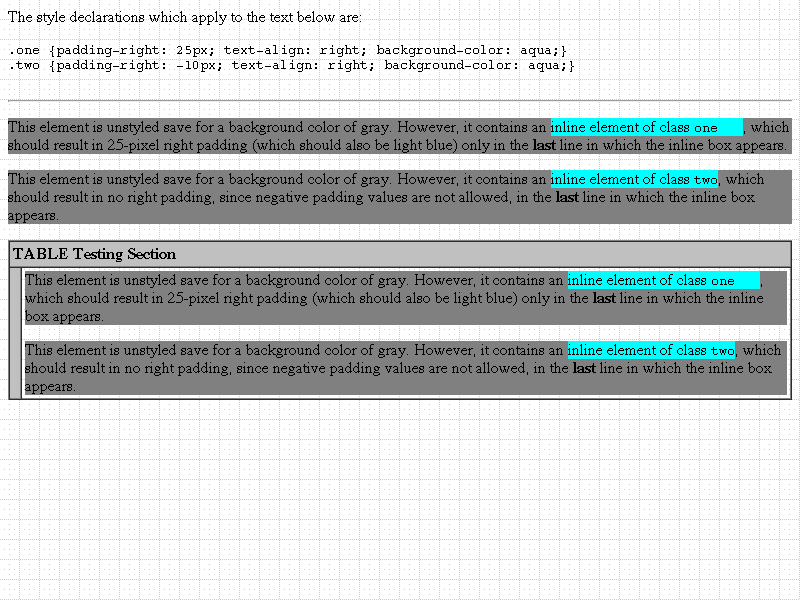 The style declarations which apply to the text below are:
.one {padding-right: 25px; text-align: right; background-color: aqua;}
.two {padding-right: -10px; text-align: right; background-color: aqua;}
This element is unstyled save for a background color of gray. However, it contains an inline element of class one, which
should result in 25-pixel right padding (which should also be light blue) only in the last line in which the inline box appears.
This element is unstyled save for a background color of gray. However, it contains an inline element of class two, which
should result in no right padding, since negative padding values are not allowed, in the last line in which the inline box
appears.
TABLE Testing Section
This element is unstyled save for a background color of gray. However, it contains an inline element of class one,
which should result in 25-pixel right padding (which should also be light blue) only in the last line in which the inline
box appears.
This element is unstyled save for a background color of gray. However, it contains an inline element of class two, which
should result in no right padding, since negative padding values are not allowed, in the last line in which the inline box
appears.